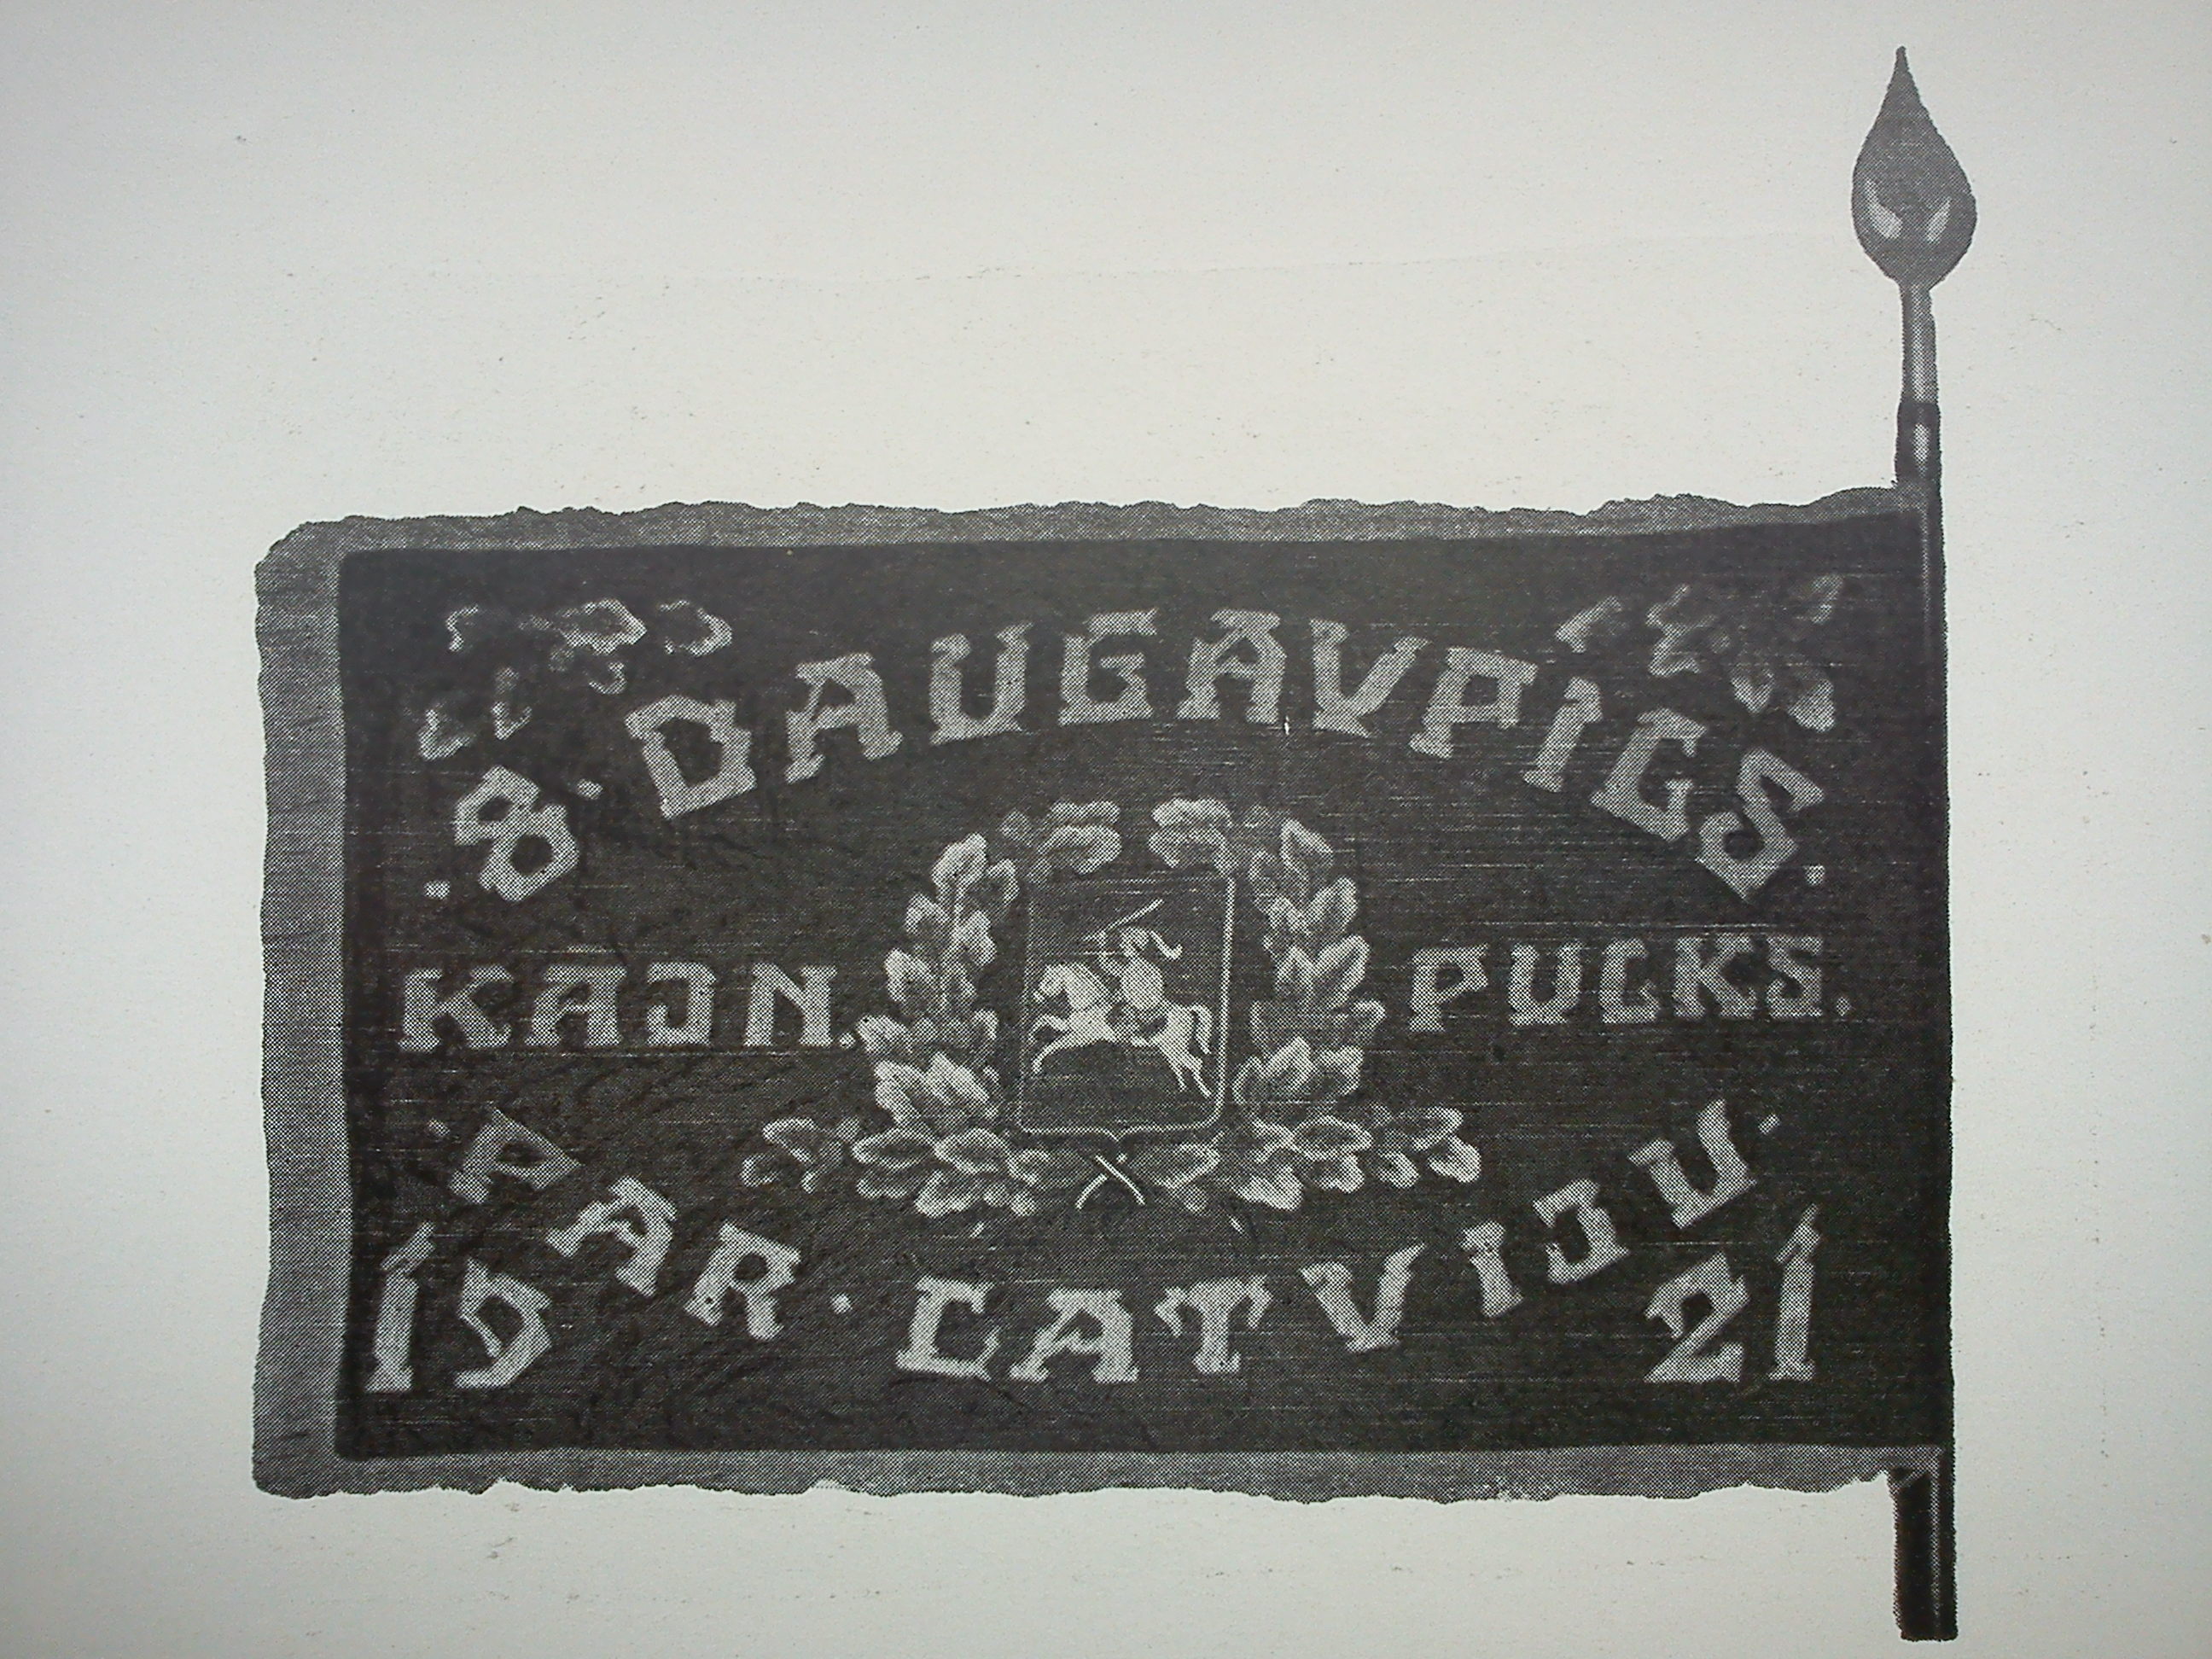 .8. DAUGAVPILS.
KAJN. PULKS.
.PAR. LATVIJU.
19 21